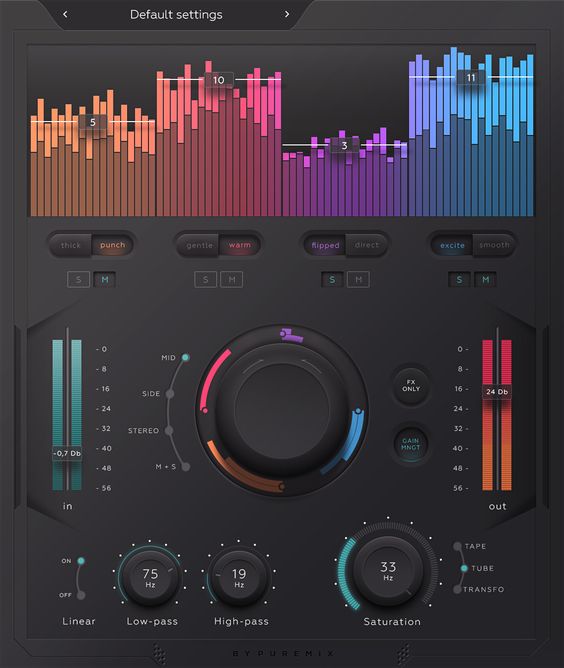 Default settings
5
10
3
11
thick punch
gentle warm
flipped direct
excite smooth
S M
S M
S M
S M
MID
SIDE
STEREO
M + S
- 0
- 8
- 16
- 24
- 32
- 40
- 48
- 56
-0,7 Db
in
FX
ONLY
GAIN
MNGT
0 -
8 -
16 -
24 -
32 -
40 -
48 -
56 -
24 Db
out
ON
OFF
Linear
75
Hz
Low-pass
19
Hz
High-pass
33
Hz
Saturation
TAPE
TUBE
TRANSFO
BY PUREMIX